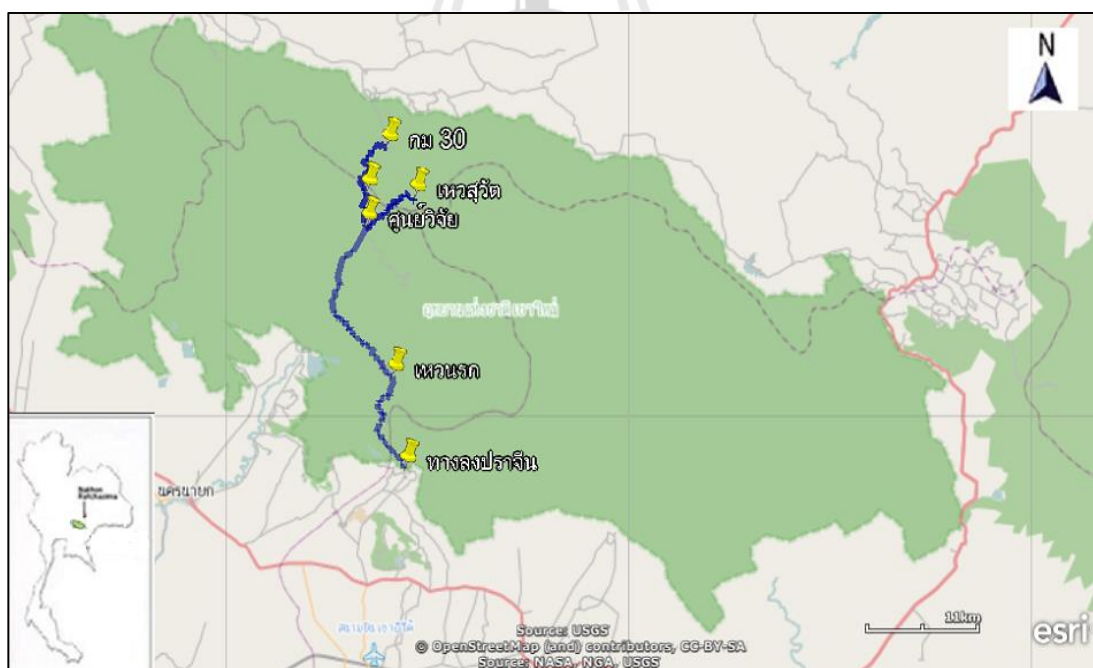 N
กม 30
เหวสุวัต
ศูนย์วิจัย
อุทยานแห่งชาติเขาใหญ่
เหวนรก
ทางลงปราจีน
Nakhon
Ratchasima
นครนายก
11km
esri
Source: USGS
© OpenStreetMap (and) contributors, CC-BY-SA
Source: NASA, NGA, USGS